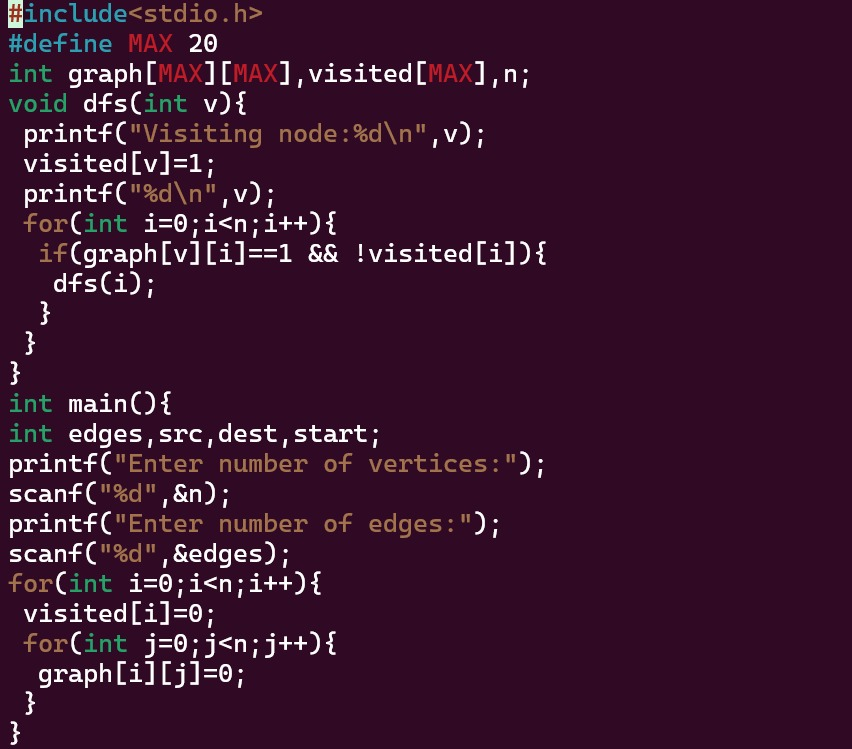 #include<stdio.h>
#define MAX 20
int graph[MAX][MAX],visited[MAX],n;
void dfs(int v){
 printf("Visiting node:%d\n",v);
 visited[v]=1;
 printf("%d\n",v);
 for(int i=0;i<n;i++){
  if(graph[v][i]==1 && !visited[i]){
   dfs(i);
  }
 }
}
int main(){
int edges,src,dest,start;
printf("Enter number of vertices:");
scanf("%d",&n);
printf("Enter number of edges:");
scanf("%d",&edges);
for(int i=0;i<n;i++){
 visited[i]=0;
 for(int j=0;j<n;j++){
  graph[i][j]=0;
 }
}